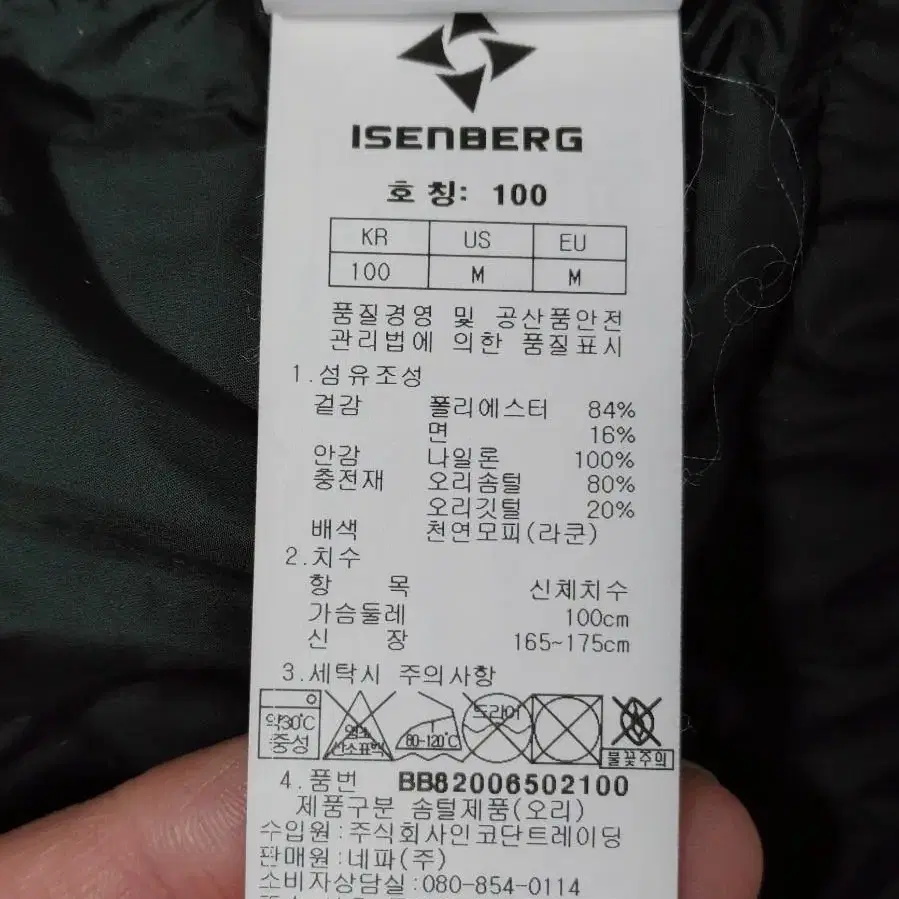 ISENBERG
호 칭: 100
KR US EU
100 M M
품질경영 및 공산품안전
관리법에 의한 품질표시
1.섬유조성
겉감 폴리에스터 84%
면 16%
안감 나일론 100%
충전재 오리솜털 80%
오리깃털 20%
배색 천연모피(라쿤)
2.치수
항 목 신체치수
가슴둘레 100cm
신 장 165~175cm
3.세탁시 주의사항
약30℃ 중성
염소 산소표백
80-120℃
드라이
불꽃주의
4.품번 BB82006502100
제품구분 솜털제품(오리)
수입원:주식회사인코단트레이딩
판매원:네파(주)
소비자상담실:080-854-0114